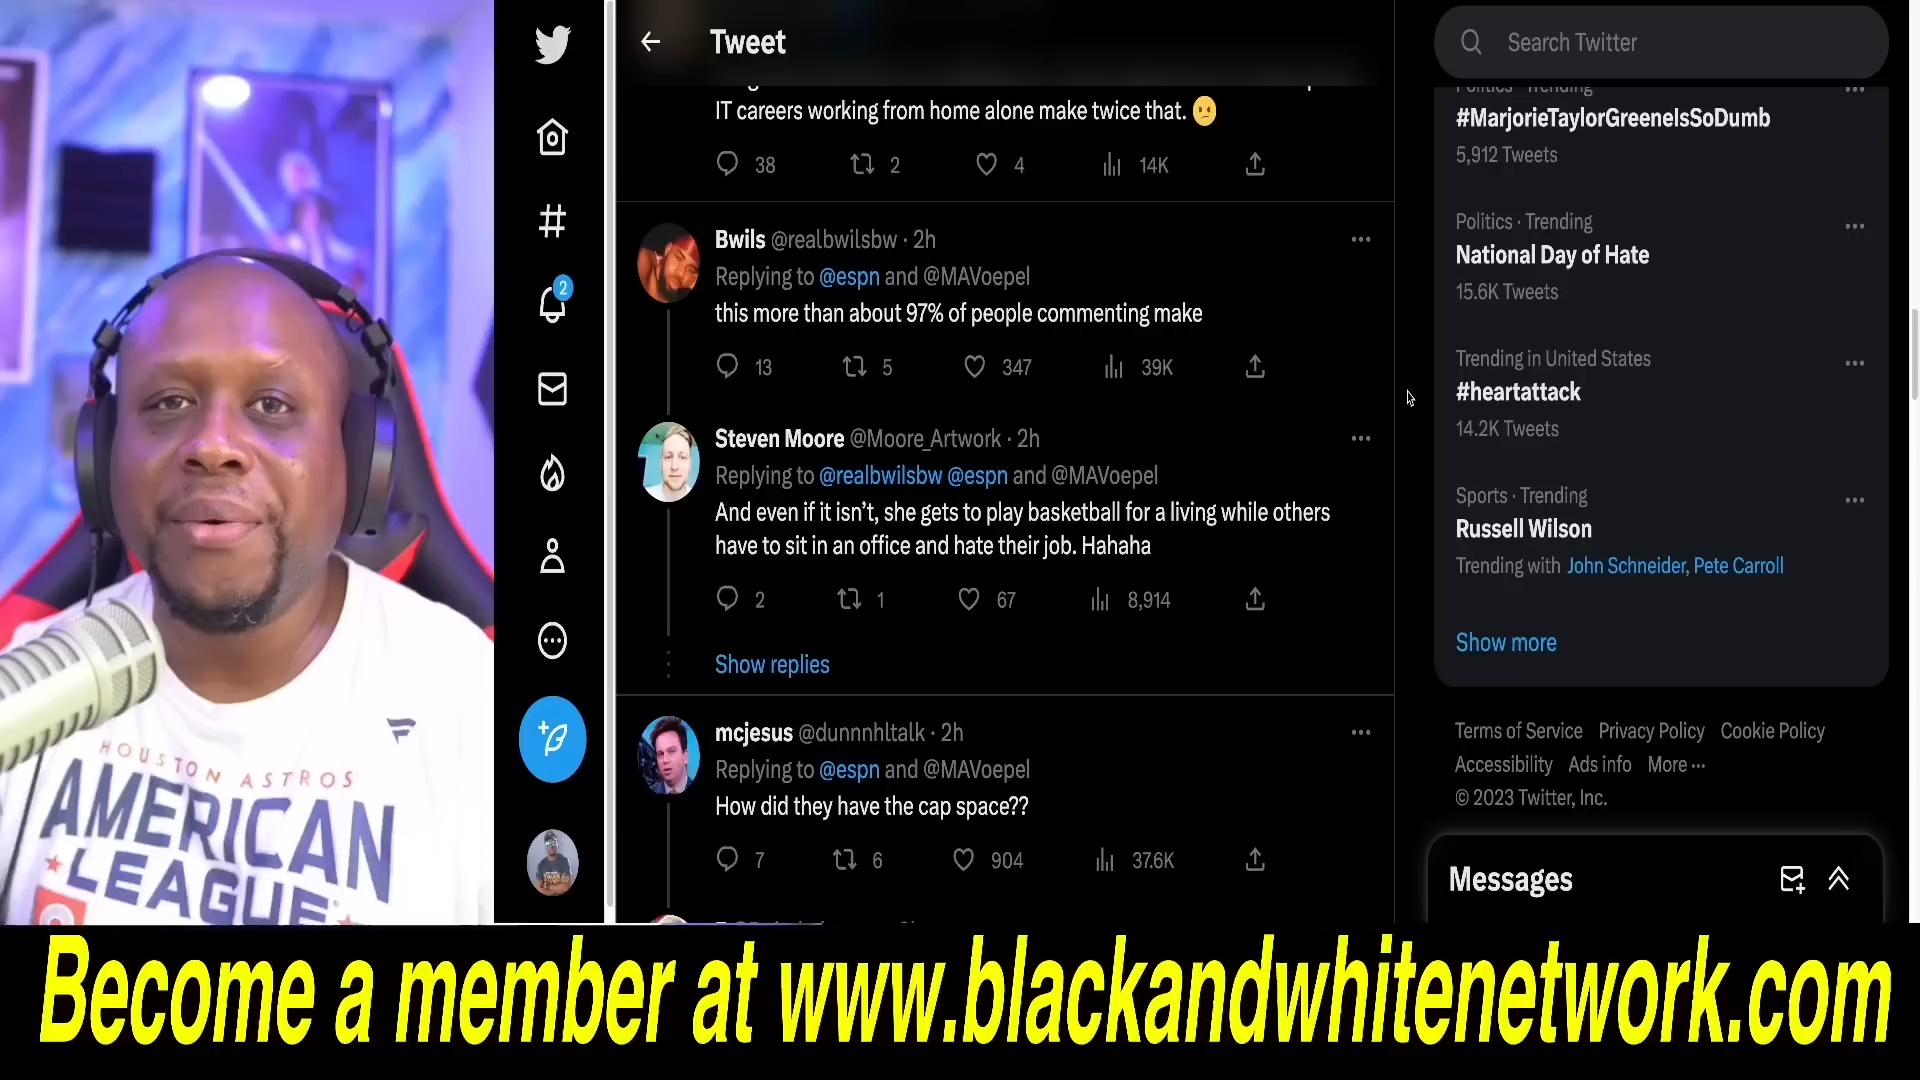 HOUSTON ASTROS
AMERICAN
LEAGUE
2
Tweet
IT careers working from home alone make twice that. 🫤
38 2 4 14K
Bwils @realbwilsbw · 2h
Replying to @espn and @MAVoepel
this more than about 97% of people commenting make
13 5 347 39K
Steven Moore @Moore_Artwork · 2h
Replying to @realbwilsbw @espn and @MAVoepel
And even if it isn't, she gets to play basketball for a living while others
have to sit in an office and hate their job. Hahaha
2 1 67 8,914
Show replies
mcjesus @dunnnhltalk · 2h
Replying to @espn and @MAVoepel
How did they have the cap space??
7 6 904 37.6K
Search Twitter
Politics · Trending
#MarjorieTaylorGreeneIsSoDumb
5,912 Tweets
Politics · Trending
National Day of Hate
15.6K Tweets
Trending in United States
#heartattack
14.2K Tweets
Sports · Trending
Russell Wilson
Trending with John Schneider, Pete Carroll
Show more
Terms of Service Privacy Policy Cookie Policy
Accessibility Ads info More ...
© 2023 Twitter, Inc.
Messages
Become a member at www.blackandwhitenetwork.com